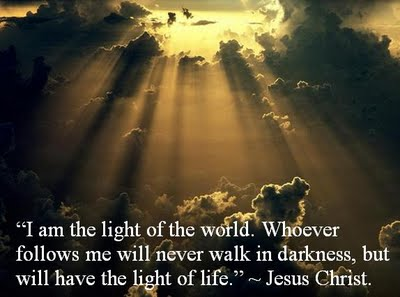 “I am the light of the world. Whoever
follows me will never walk in darkness, but
will have the light of life.” ~ Jesus Christ.